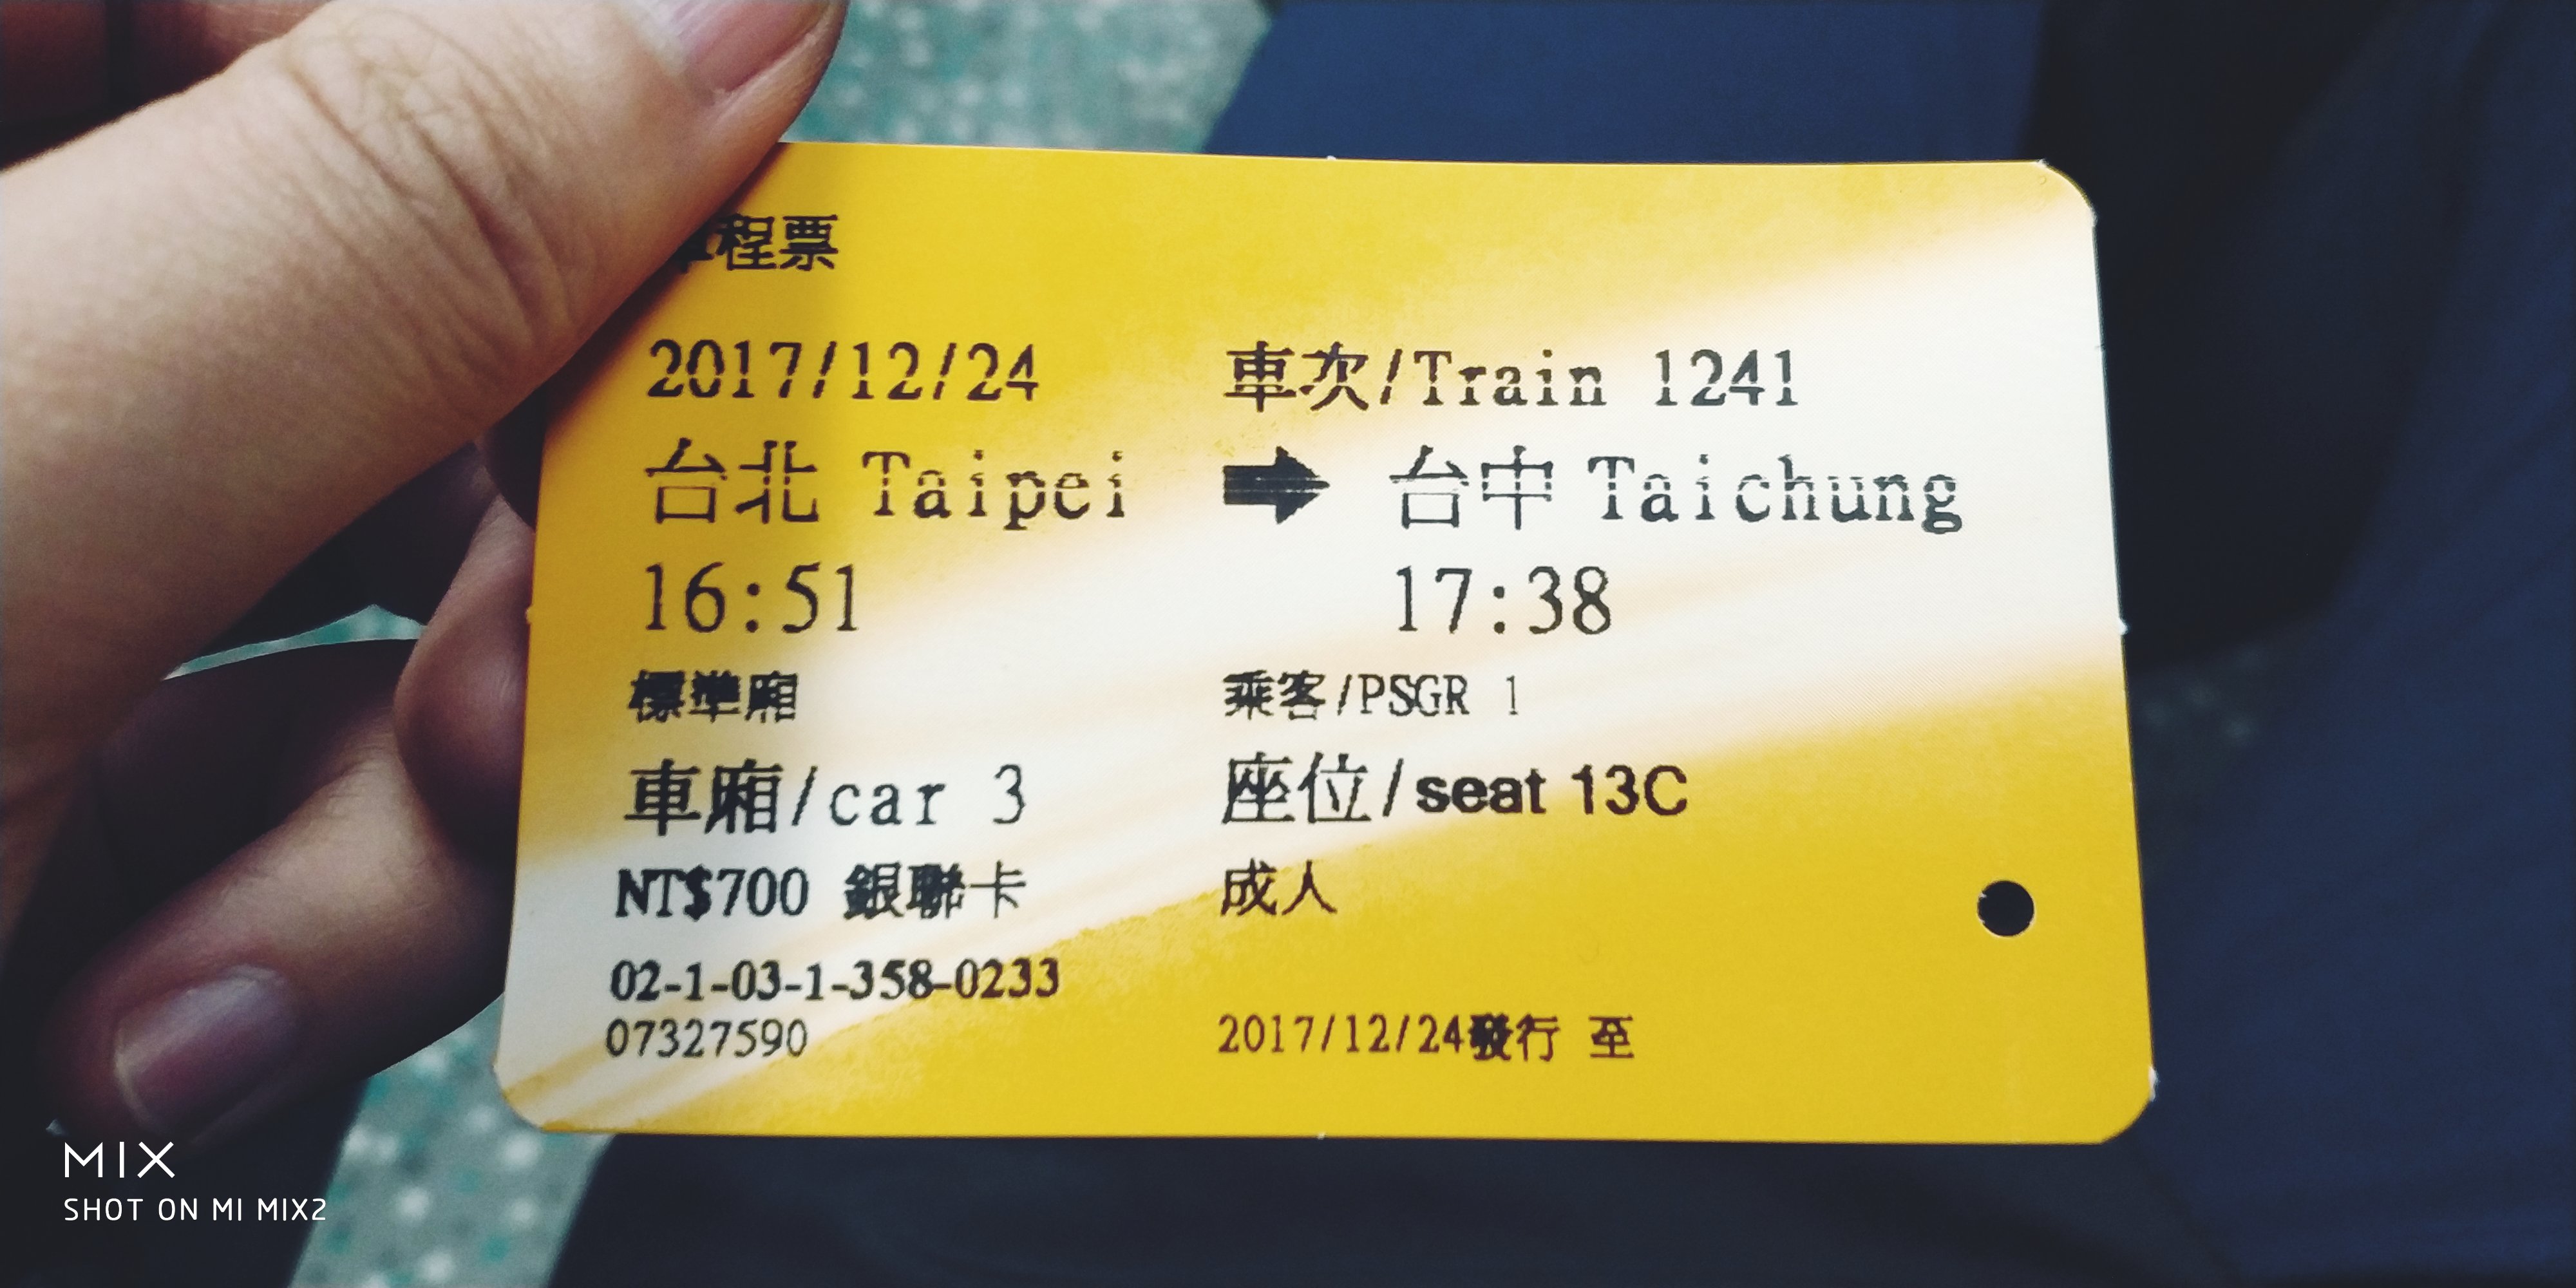 單程票
2017/12/24 車次/Train 1241
台北 Taipei ➡ 台中 Taichung
16:51 17:38
標準廂 乘客/PSGR 1
車廂/car 3 座位/seat 13C
NT$700 銀聯卡 成人
02-1-03-1-358-0233
07327590 2017/12/24發行 至
MIX
SHOT ON MI MIX2